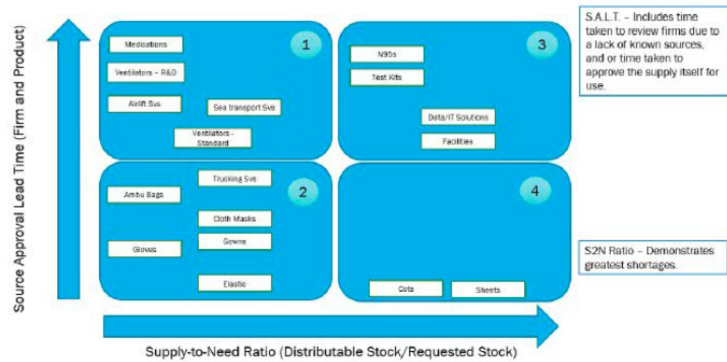 1
Medications
Ventilators – R&D
Airlift Svs
Sea transport Svs
Ventilators -
Standard
3
N95s
Test Kits
Data/IT Solutions
Facilities
2
Trucking Svs
Ambu Bags
Cloth Masks
Gowns
Gloves
Elastic
4
Cots
Sheets
Source Approval Lead Time (Firm and Product)
Supply-to-Need Ratio (Distributable Stock/Requested Stock)
S.A.L.T. – Includes time
taken to review firms due to
a lack of known sources,
and or time taken to
approve the supply itself for
use.
S2N Ratio – Demonstrates
greatest shortages.